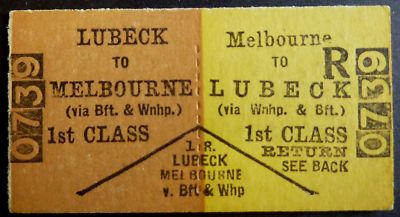 0739
LUBECK
TO
MELBOURNE
(via Bft. & Wnhp.)
1st CLASS
Melbourne
TO R
LUBECK
(via Wnhp. & Bft.)
1st CLASS
RETURN
SEE BACK
0739
1 R.
LUBECK
MELBOURNE
v. Bft & Whp